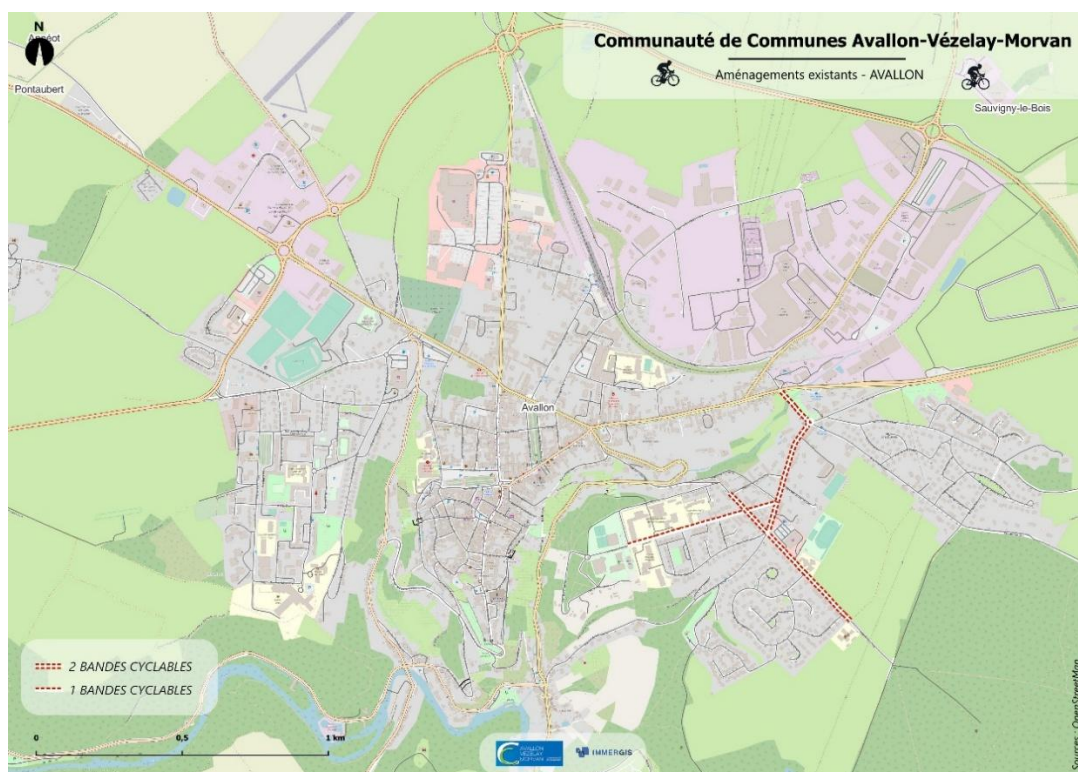 N
Annéot
Pontaubert
Communauté de Communes Avallon-Vézelay-Morvan
Aménagements existants - AVALLON
Sauvigny-le-Bois
Avallon
2 BANDES CYCLABLES
1 BANDES CYCLABLES
0 0,5 1 km
AVALLON
VÉZELAY
MORVAN
IMMERGIS
Sources : OpenStreetMap